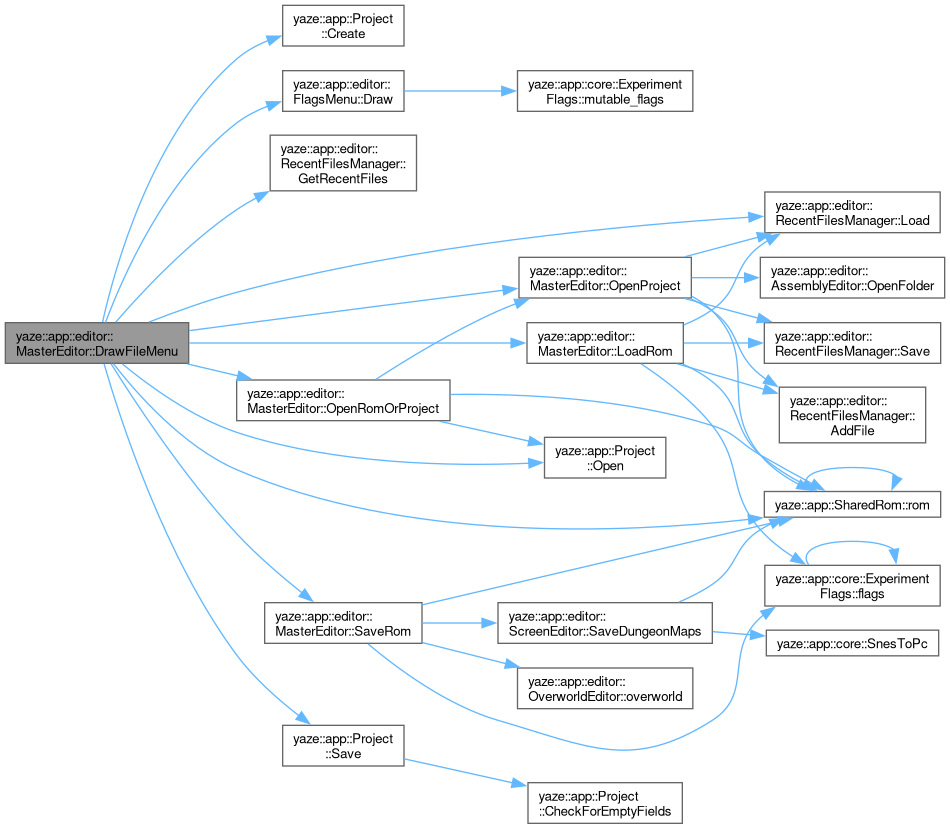 yaze::app::Project
::Create
yaze::app::editor::
FlagsMenu::Draw
yaze::app::core::Experiment
Flags::mutable_flags
yaze::app::editor::
RecentFilesManager::
GetRecentFiles
yaze::app::editor::
RecentFilesManager::Load
yaze::app::editor::
MasterEditor::OpenProject
yaze::app::editor::
AssemblyEditor::OpenFolder
yaze::app::editor::
MasterEditor::DrawFileMenu
yaze::app::editor::
MasterEditor::LoadRom
yaze::app::editor::
RecentFilesManager::Save
yaze::app::editor::
MasterEditor::OpenRomOrProject
yaze::app::editor::
RecentFilesManager::
AddFile
yaze::app::Project
::Open
yaze::app::SharedRom::rom
yaze::app::core::Experiment
Flags::flags
yaze::app::editor::
MasterEditor::SaveRom
yaze::app::editor::
ScreenEditor::SaveDungeonMaps
yaze::app::core::SnesToPc
yaze::app::editor::
OverworldEditor::overworld
yaze::app::Project
::Save
yaze::app::Project
::CheckForEmptyFields